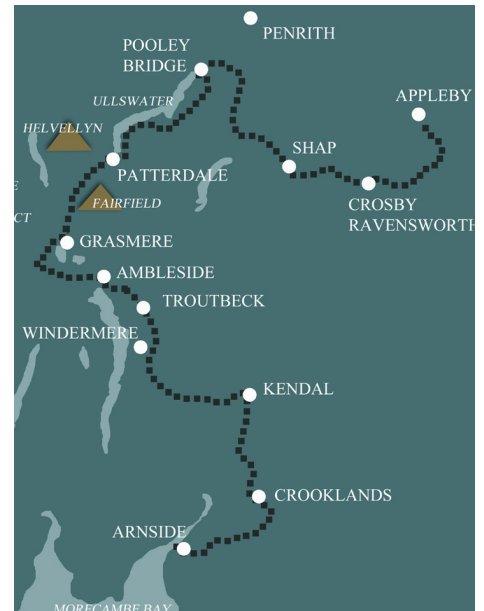 PENRITH
POOLEY
BRIDGE
ULLSWATER
APPLEBY
HELVELLYN
SHAP
PATTERDALE
E
CROSBY
RAVENSWORTH
FAIRFIELD
CT
GRASMERE
AMBLESIDE
TROUTBECK
WINDERMERE
KENDAL
CROOKLANDS
ARNSIDE
MORECAMBE BAY